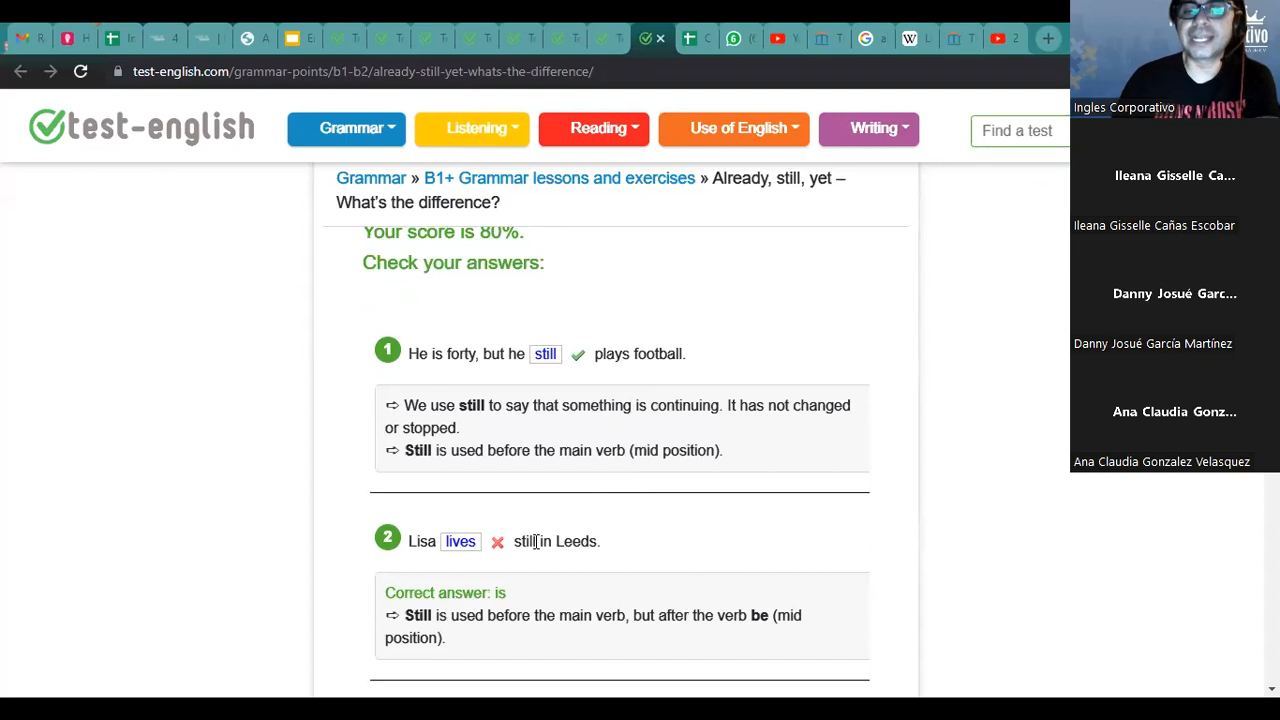 test-english.com/grammar-points/b1-b2/already-still-yet-whats-the-difference/
test-english
Grammar
Listening
Reading
Use of English
Writing
Find a test
Grammar » B1+ Grammar lessons and exercises » Already, still, yet –
What's the difference?
Your score is 80%.
Check your answers:
1 He is forty, but he still plays football.
⇨ We use still to say that something is continuing. It has not changed
or stopped.
⇨ Still is used before the main verb (mid position).
2 Lisa lives still in Leeds.
Correct answer: is
⇨ Still is used before the main verb, but after the verb be (mid
position).
Ingles Corporativo
Ileana Gisselle Ca...
Ileana Gisselle Cañas Escobar
Danny Josué Garc...
Danny Josué García Martínez
Ana Claudia Gonz...
Ana Claudia Gonzalez Velasquez